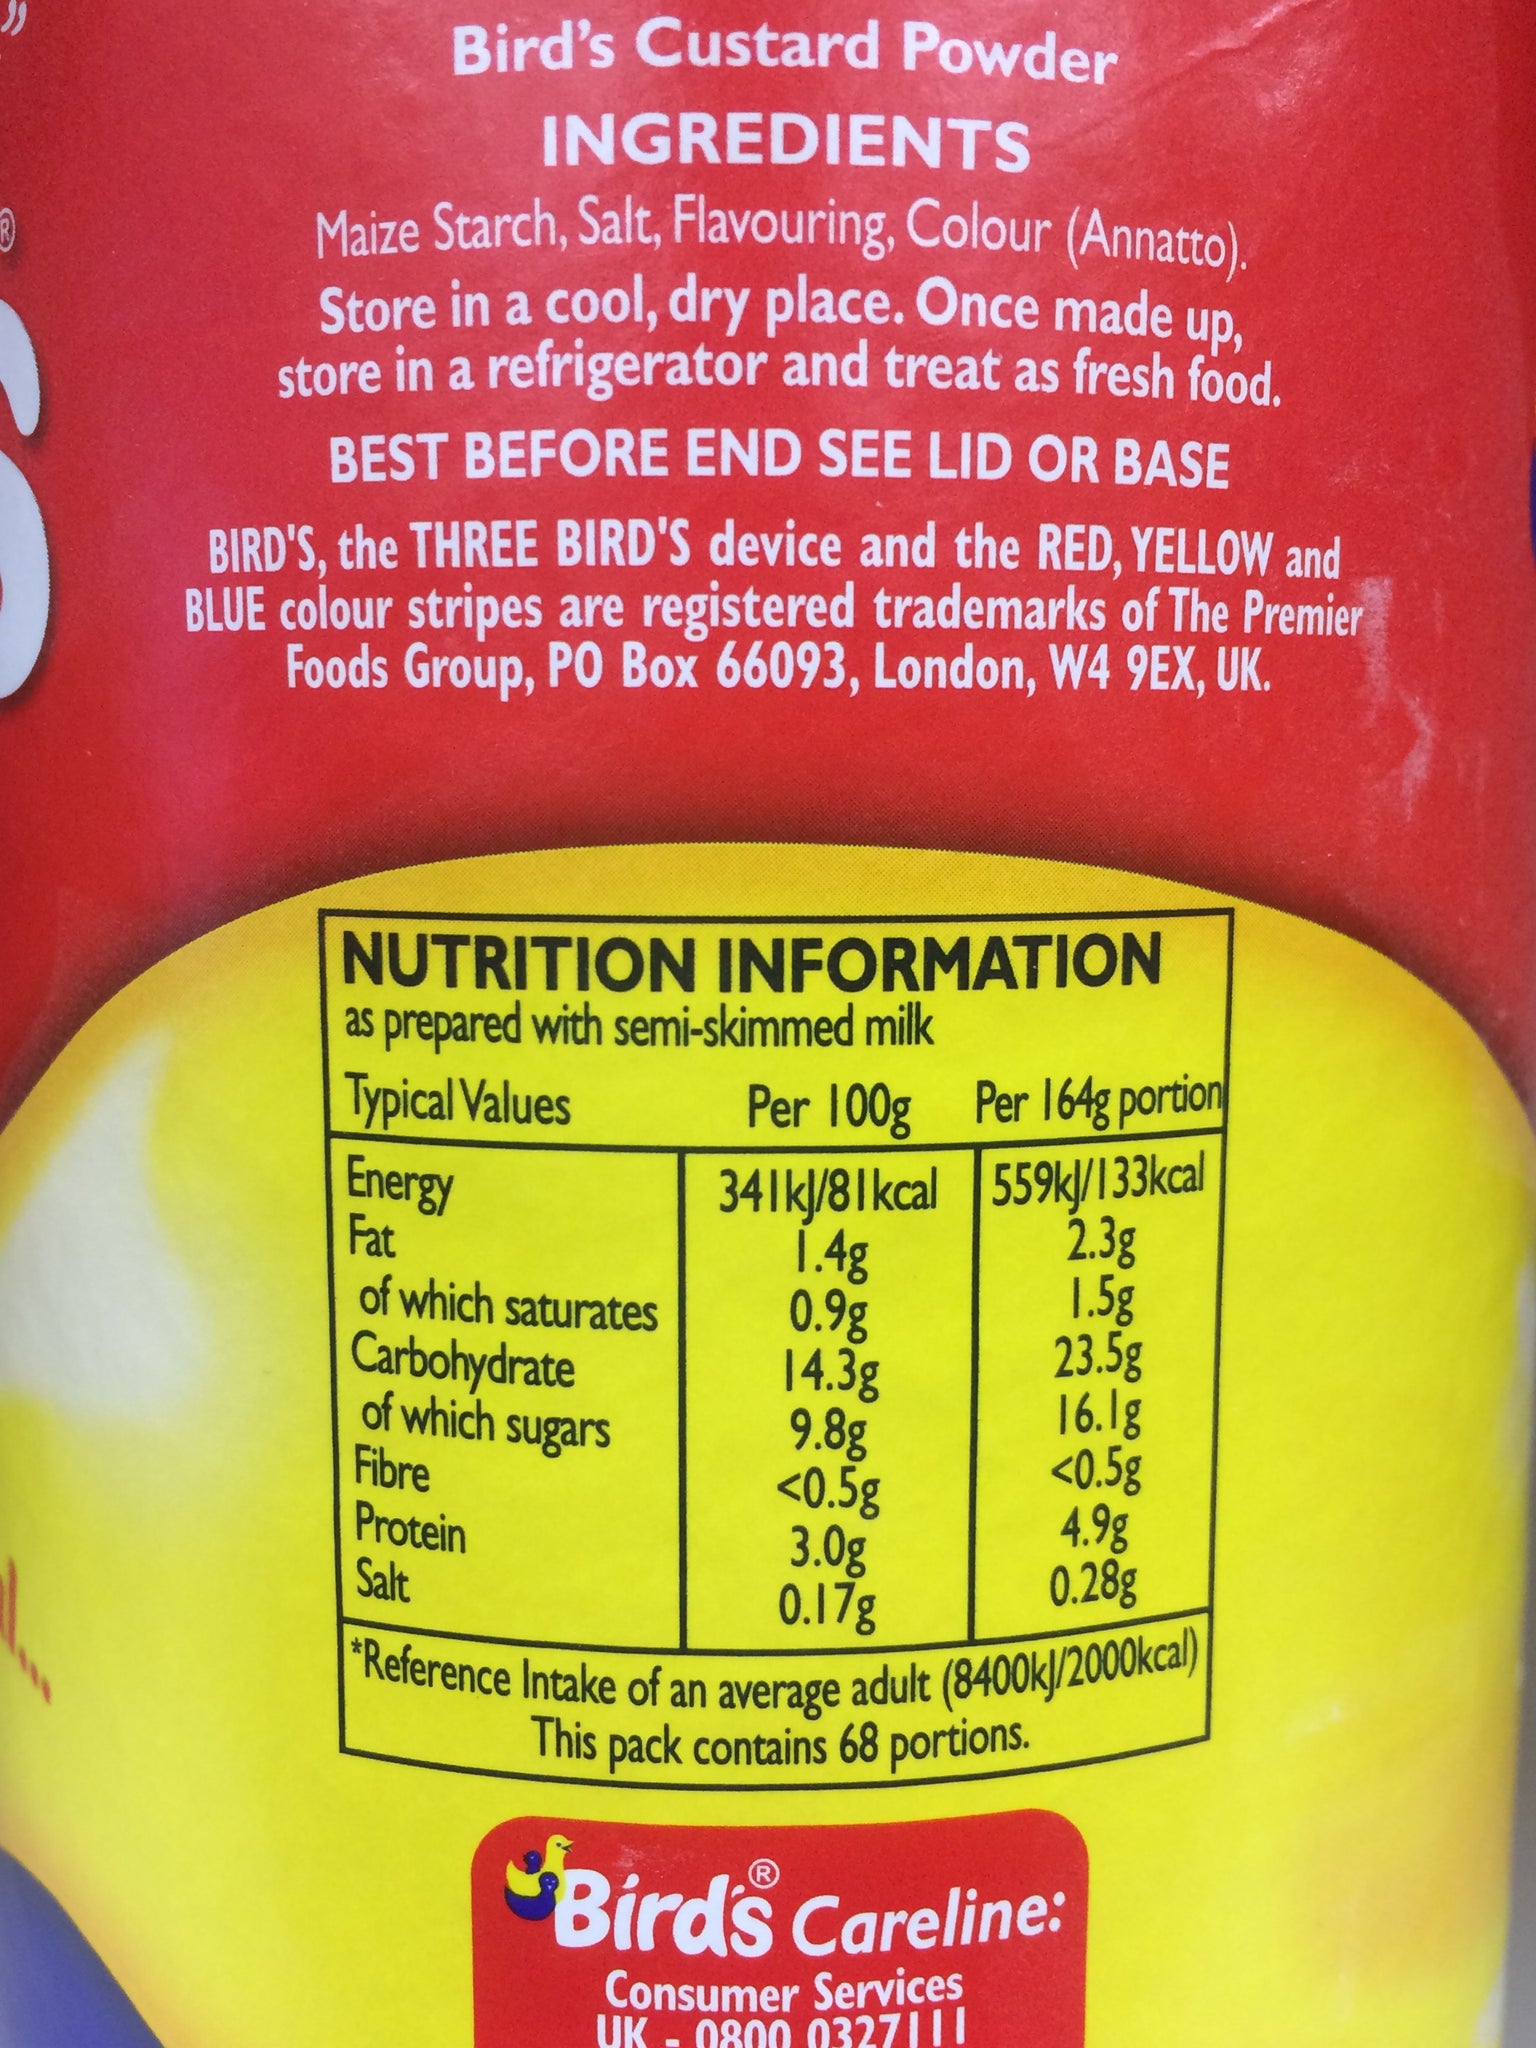 ”
Bird's Custard Powder
INGREDIENTS
®
Maize Starch, Salt, Flavouring, Colour (Annatto).
Store in a cool, dry place. Once made up,
store in a refrigerator and treat as fresh food.
BEST BEFORE END SEE LID OR BASE
BIRD'S, the THREE BIRD'S device and the RED, YELLOW and
BLUE colour stripes are registered trademarks of The Premier
Foods Group, PO Box 66093, London, W4 9EX, UK.
NUTRITION INFORMATION
as prepared with semi-skimmed milk
Typical Values Per 100g Per 164g portion
Energy 341kJ/81kcal 559kJ/133kcal
Fat 1.4g 2.3g
of which saturates 0.9g 1.5g
Carbohydrate 14.3g 23.5g
of which sugars 9.8g 16.1g
Fibre <0.5g <0.5g
Protein 3.0g 4.9g
Salt 0.17g 0.28g
*Reference Intake of an average adult (8400kJ/2000kcal)
This pack contains 68 portions.
Bird's® Careline:
Consumer Services
UK - 0800 0327111